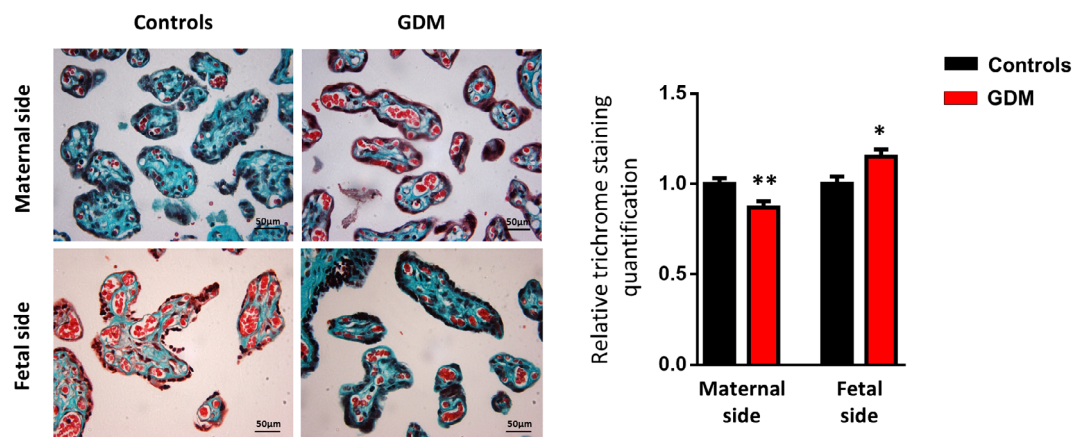 Controls
GDM
Maternal side
Fetal side
50µm
50µm
50µm
50µm
Controls
GDM
Relative trichrome staining
quantification
1.5
1.0
0.5
0.0
**
*
Maternal
side
Fetal
side